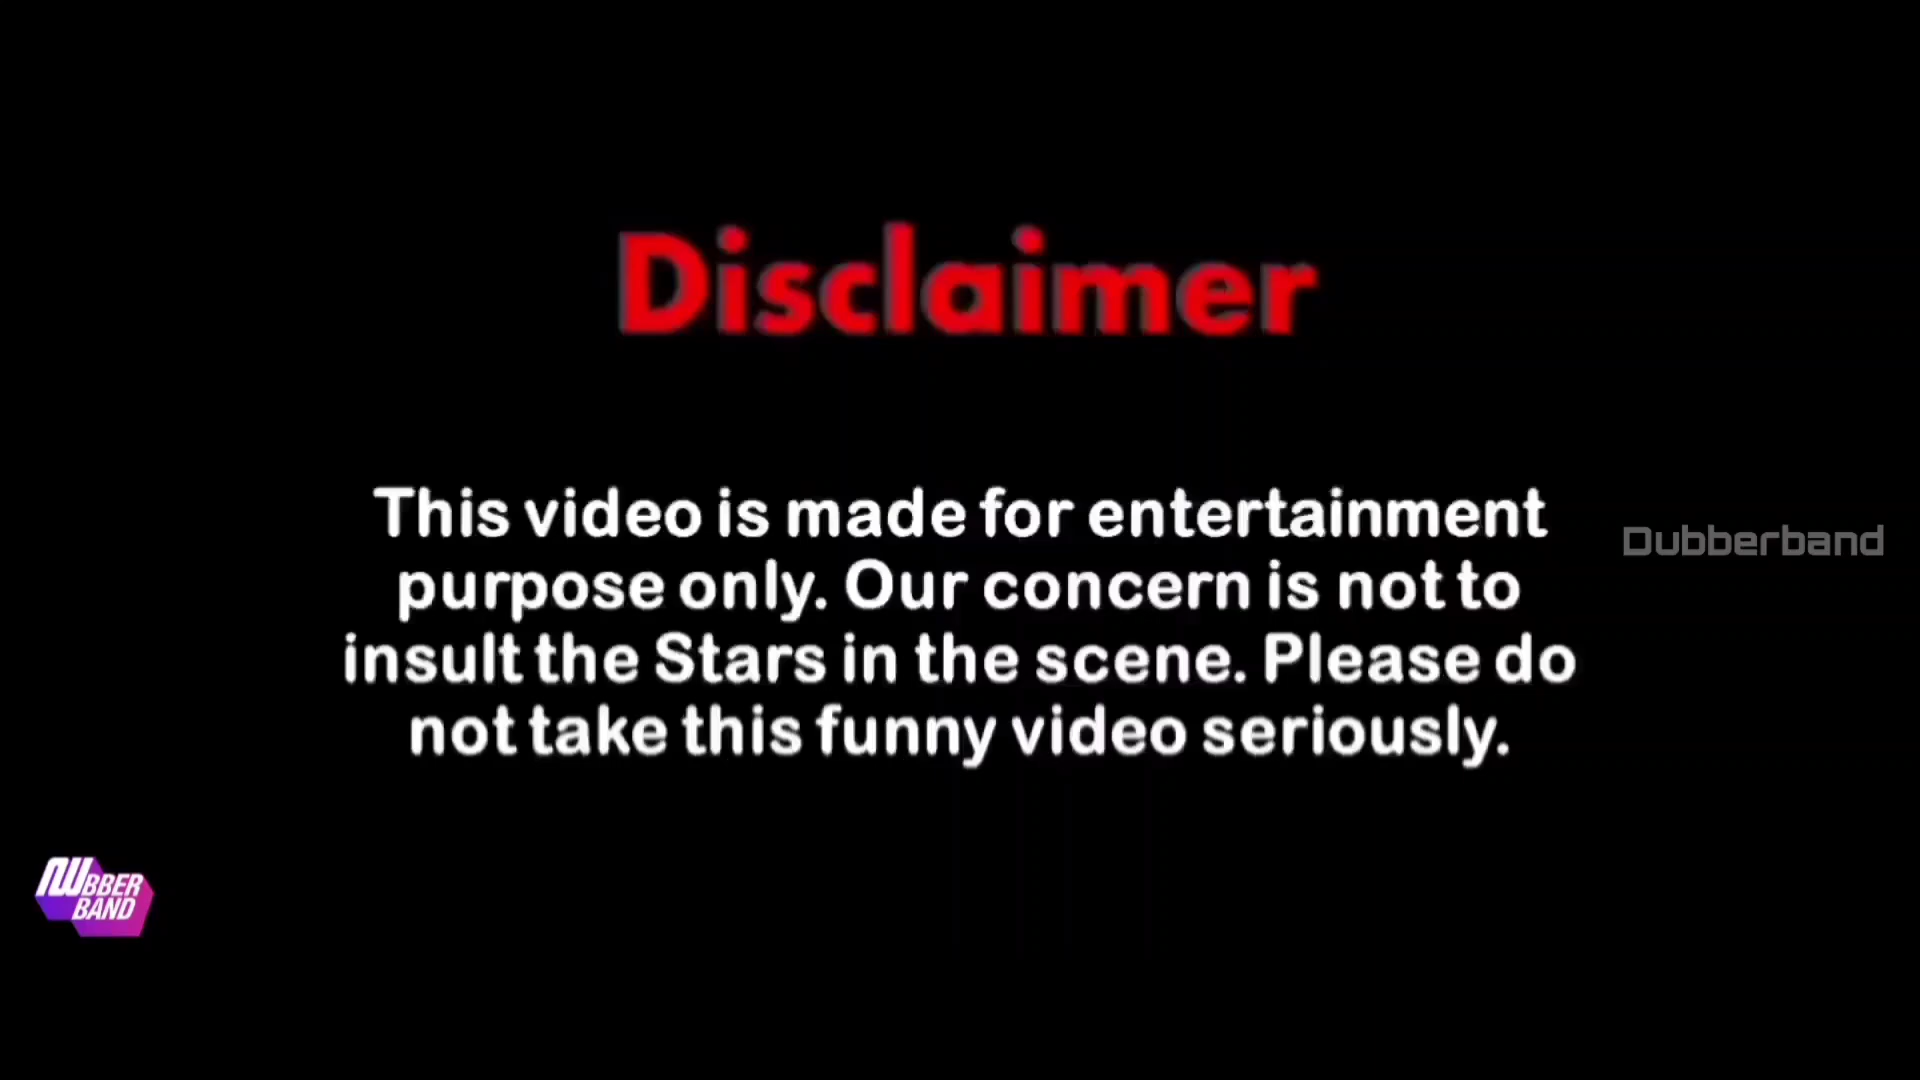 Disclaimer
This video is made for entertainment
purpose only. Our concern is not to
insult the Stars in the scene. Please do
not take this funny video seriously.
Dubberband
DUBBER
BAND